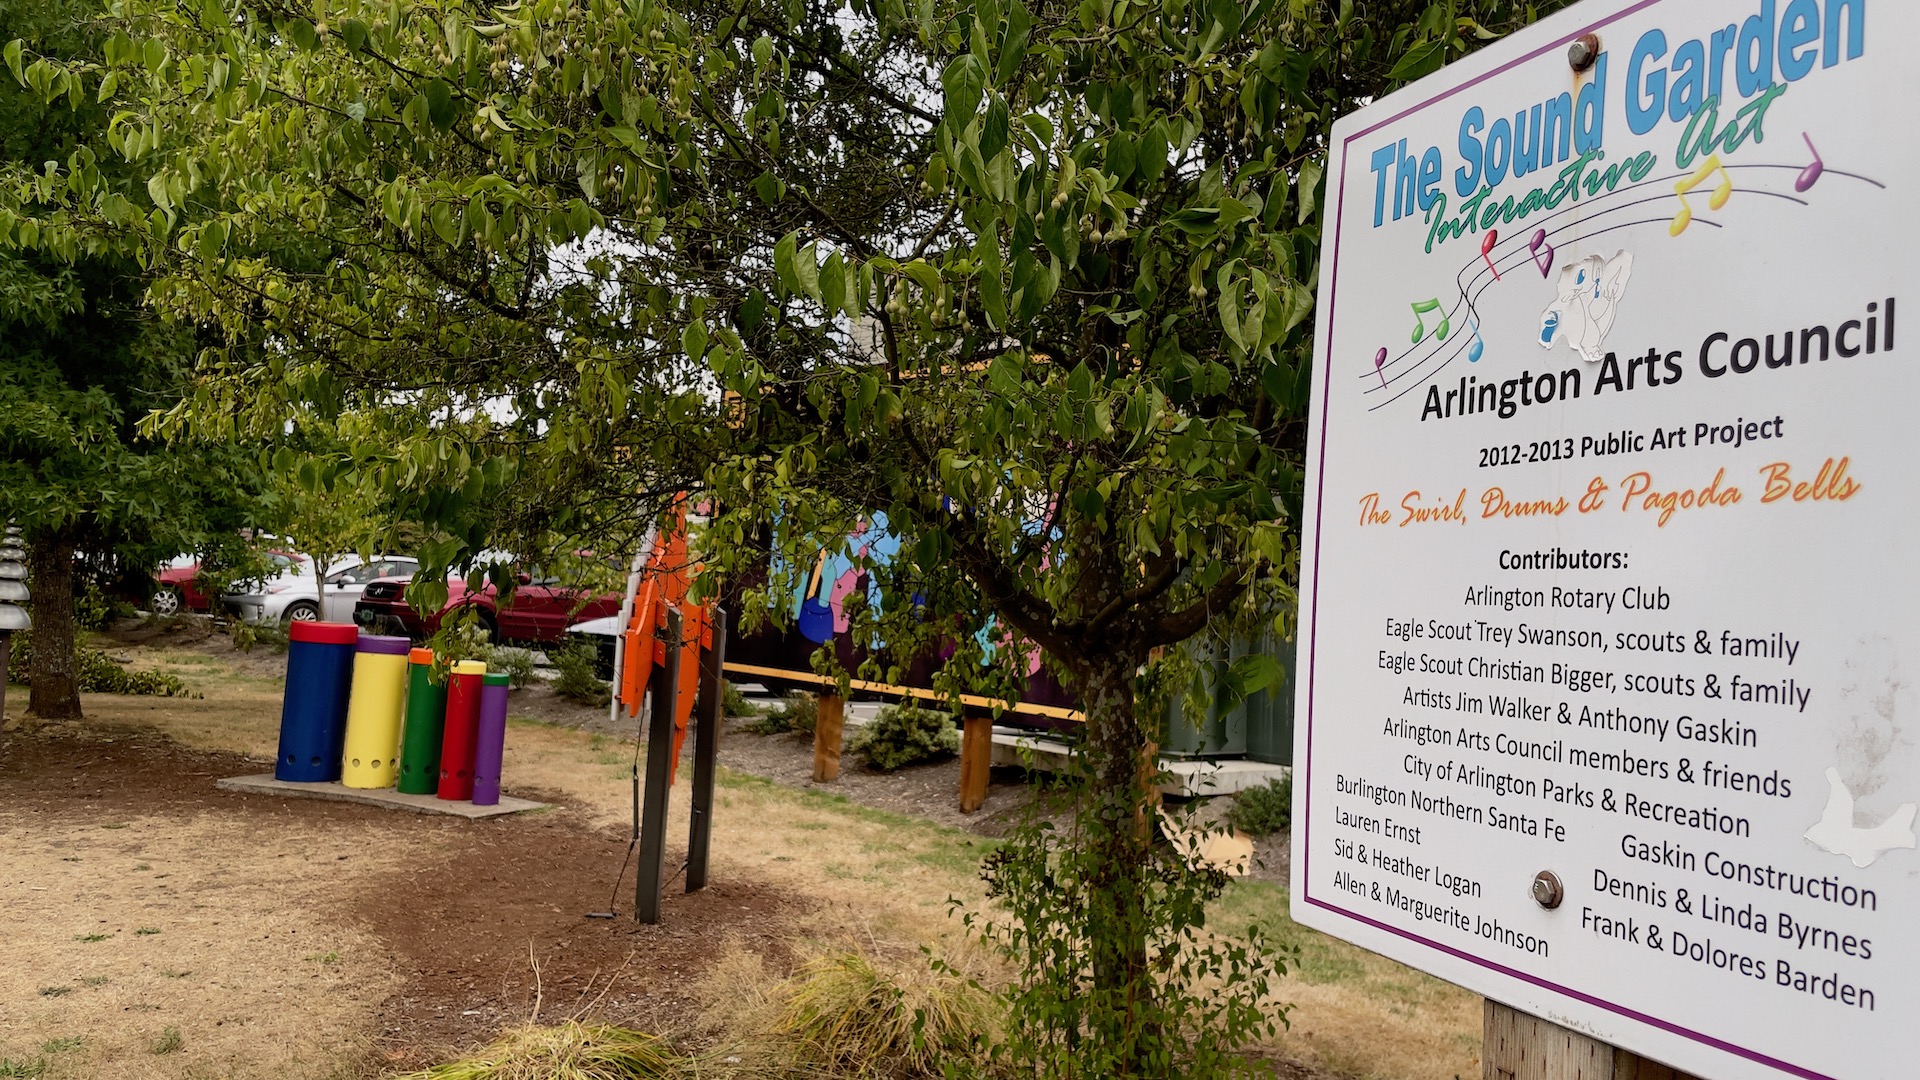 The Sound Garden
Interactive Art
Arlington Arts Council
2012-2013 Public Art Project
The Swirl, Drums & Pagoda Bells
Contributors:
Arlington Rotary Club
Eagle Scout Trey Swanson, scouts & family
Eagle Scout Christian Bigger, scouts & family
Artists Jim Walker & Anthony Gaskin
Arlington Arts Council members & friends
City of Arlington Parks & Recreation
Burlington Northern Santa Fe
Lauren Ernst
Sid & Heather Logan
Allen & Marguerite Johnson
Gaskin Construction
Dennis & Linda Byrnes
Frank & Dolores Barden